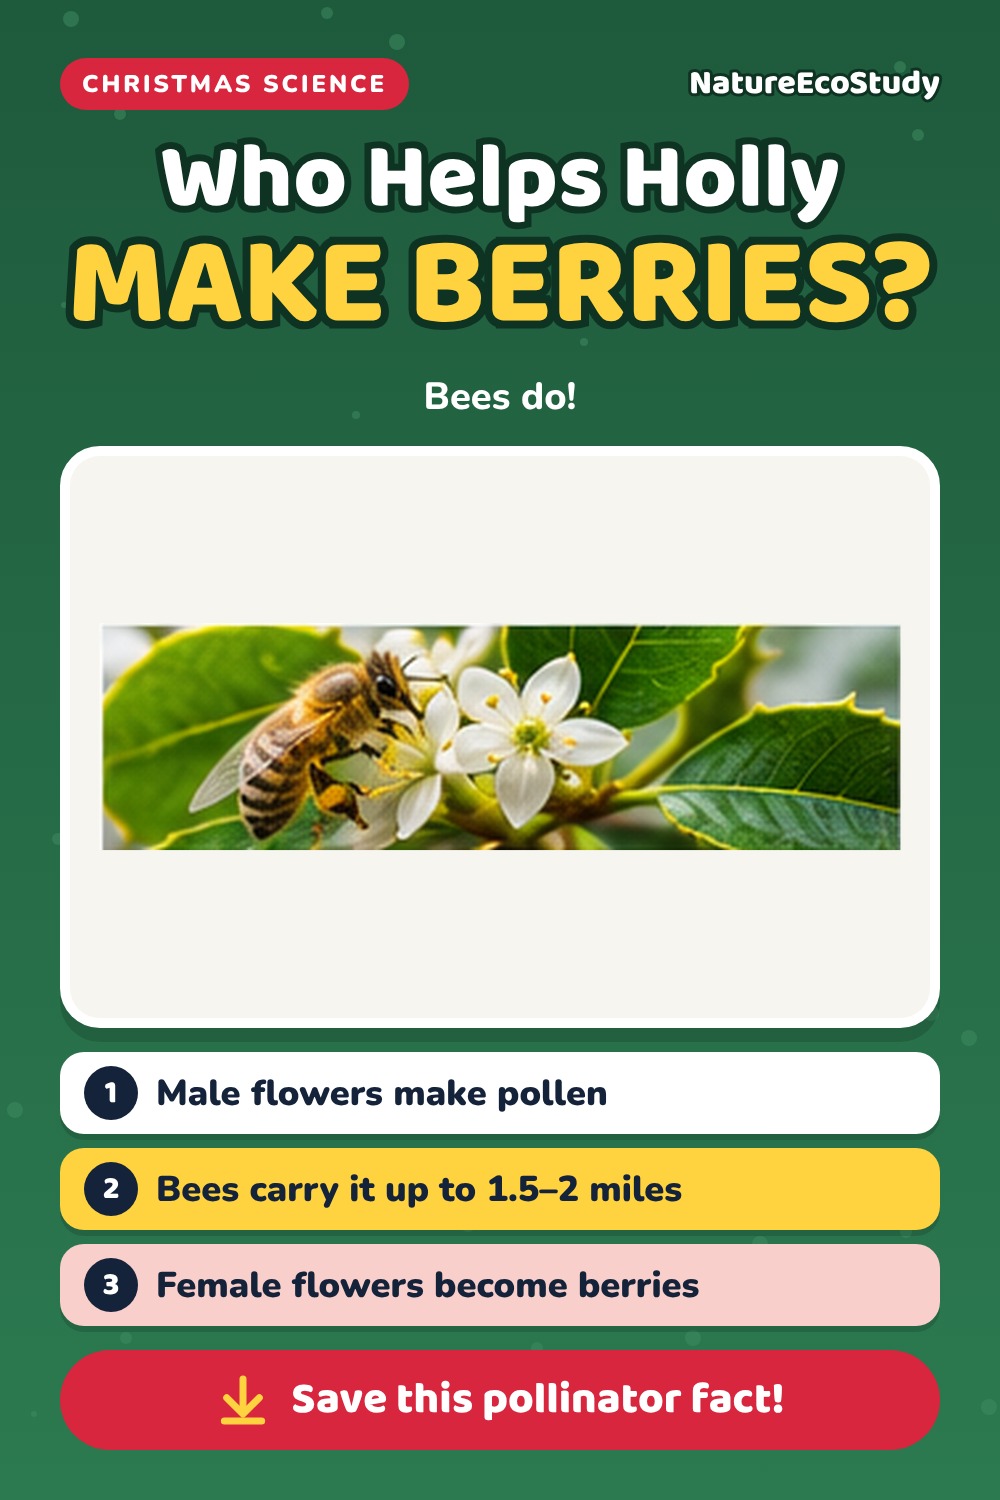 CHRISTMAS SCIENCE
NatureEcoStudy
Who Helps Holly
MAKE BERRIES?
Bees do!
1 Male flowers make pollen
2 Bees carry it up to 1.5–2 miles
3 Female flowers become berries
Save this pollinator fact!